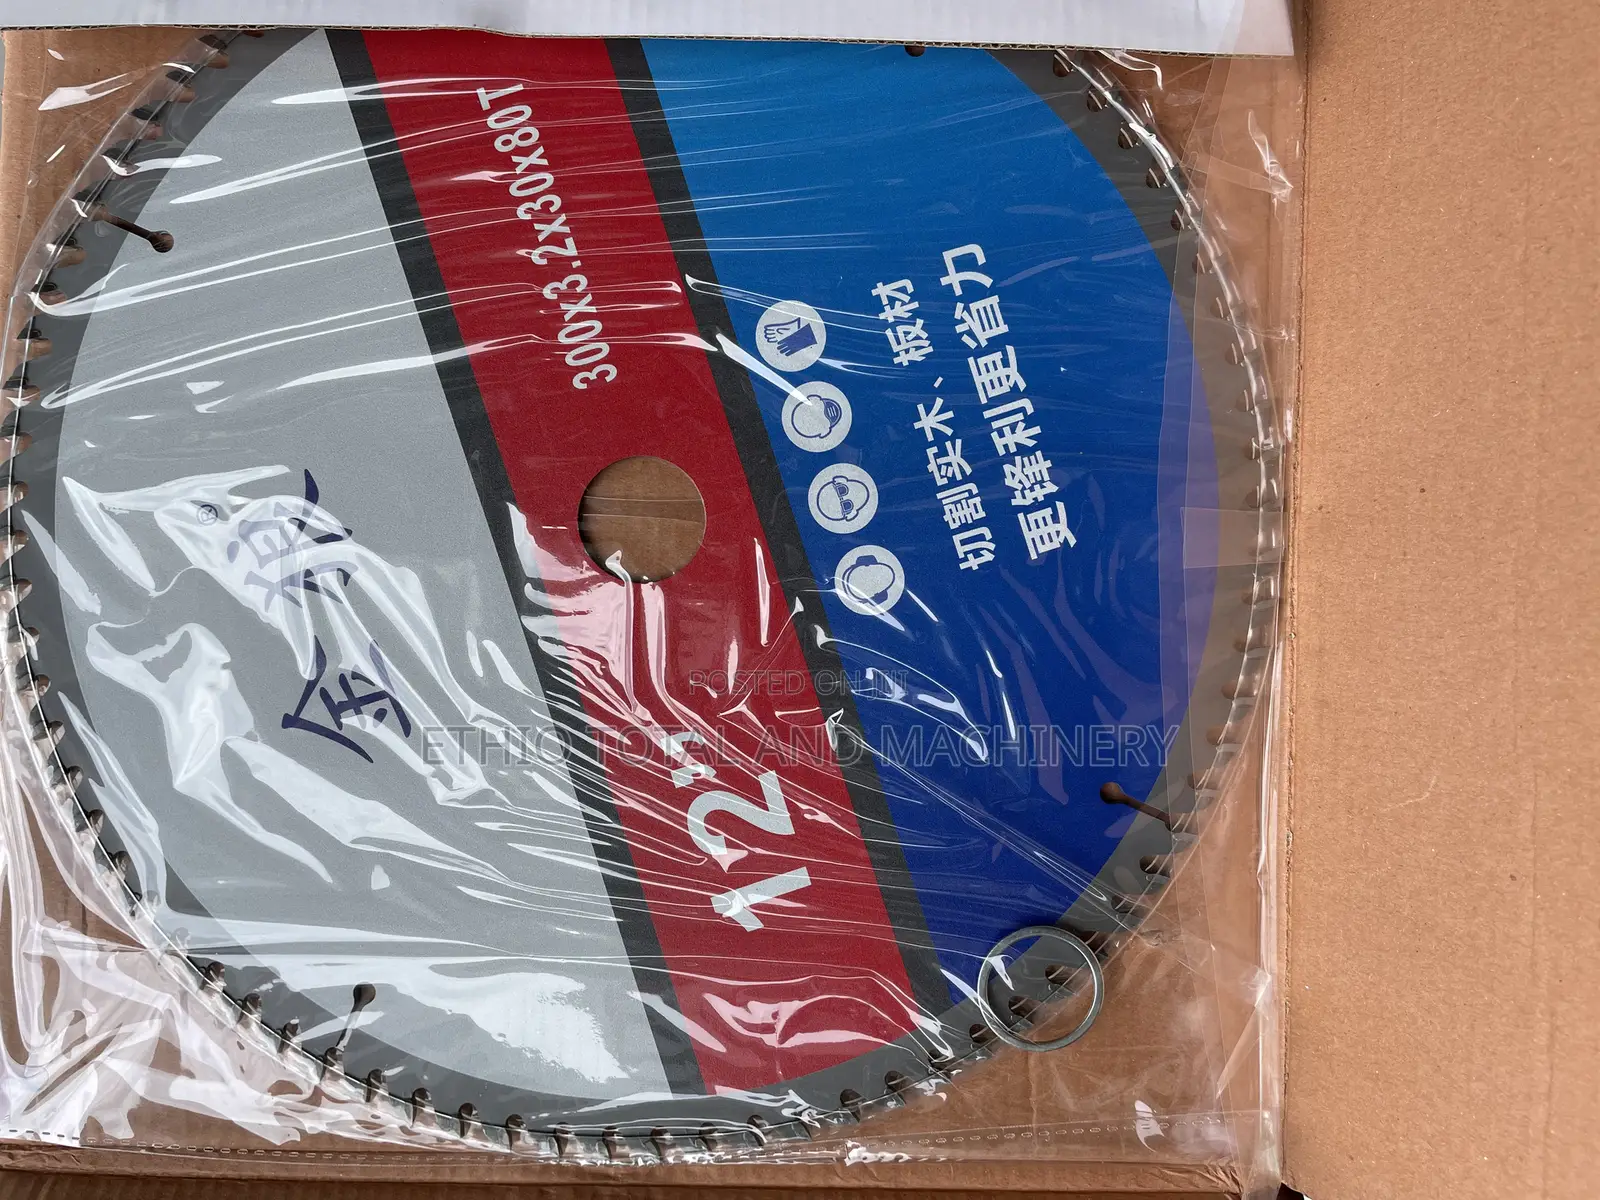 300x3.2x30x80T
切割实木、板材
更锋利更省力
®
金
12"
POSTED ON JIJI
ETHIO TOTAL AND MACHINERY